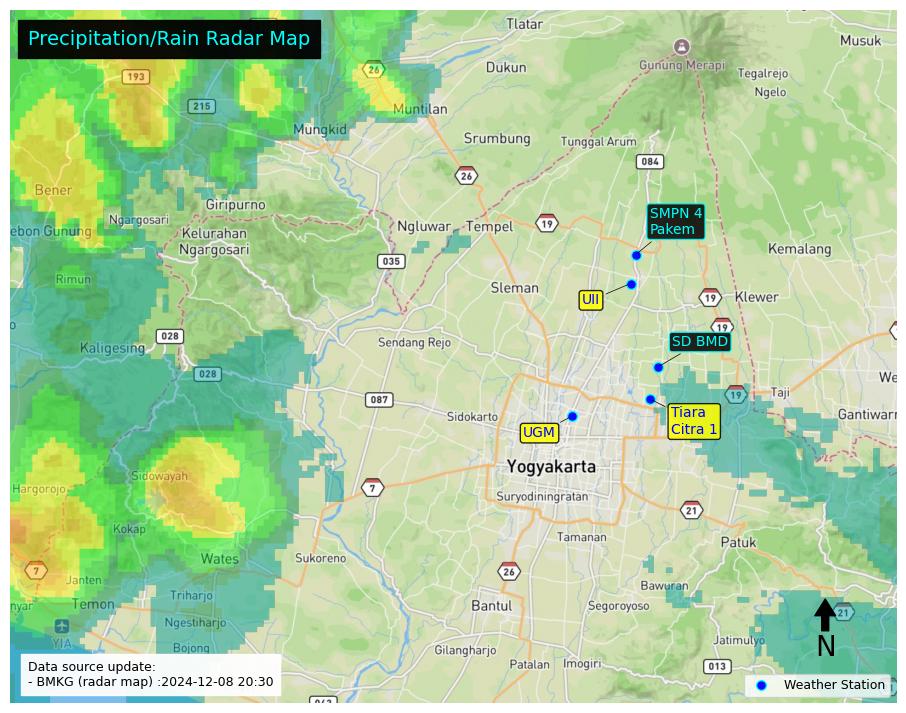 Precipitation/Rain Radar Map
Tlatar
Musuk
193
26
Dukun
Gunung Merapi
Tegalrejo
Ngelo
215
Muntilan
Mungkid
Srumbung
Tunggal Arum
084
26
Bener
Ngargosari
Giripurno
SMPN 4
Pakem
ebon Gunung
Kelurahan
Ngargosari
Ngluwar
Tempel
19
Kemalang
035
Rimun
Sleman
UII
19
Klewer
19
028
Kaligesing
Sendang Rejo
SD BMD
028
We
087
19
Taji
Sidokarto
Tiara
Citra 1
Gantiwarn
UGM
Yogyakarta
Sidowayah
Hargorojo
7
Suryodiningratan
21
Kokap
Tamanan
Patuk
Wates
Sukoreno
7
Janten
26
Bawuran
nyar
Temon
Triharjo
Bantul
Segoroyoso
21
Ngestiharjo
YIA
Jatimulyo
N
Bojong
Gilangharjo
Patalan
Imogiri
013
Data source update:
- BMKG (radar map) :2024-12-08 20:30
Weather Station